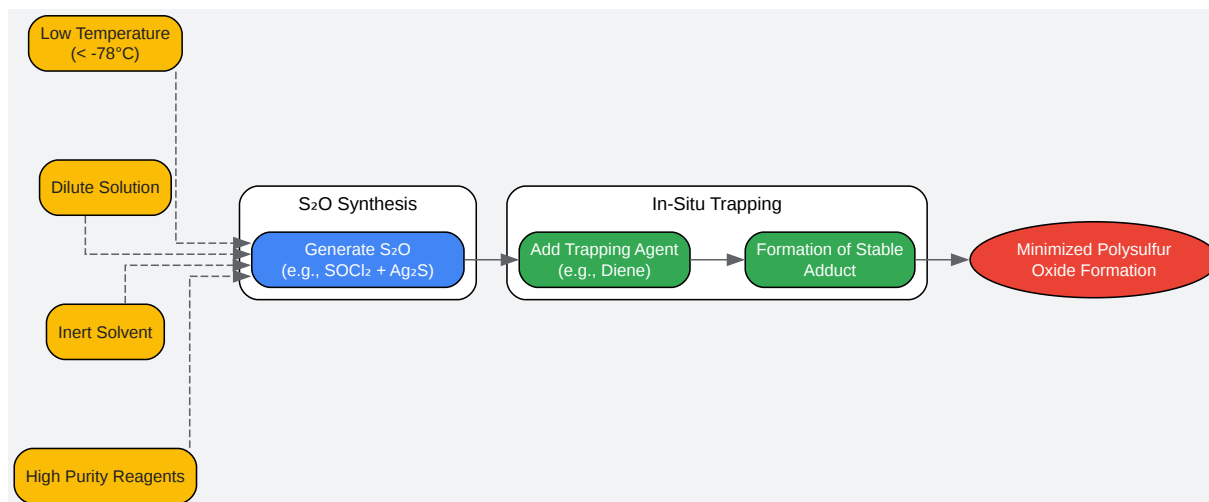 Low Temperature
(< -78°C)
Dilute Solution
Inert Solvent
High Purity Reagents
S₂O Synthesis
Generate S₂O
(e.g., SOCl₂ + Ag₂S)
In-Situ Trapping
Add Trapping Agent
(e.g., Diene)
Formation of Stable
Adduct
Minimized Polysulfur
Oxide Formation